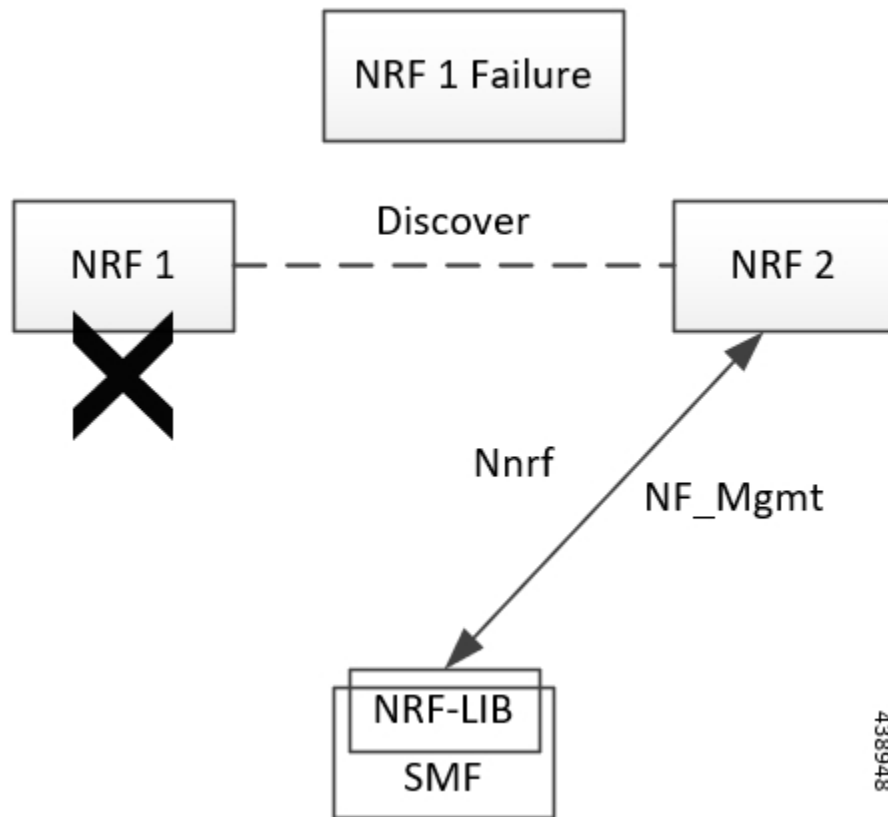 NRF 1 Failure
Discover
NRF 1
NRF 2
Nnrf
NF_Mgmt
NRF-LIB
SMF
438948